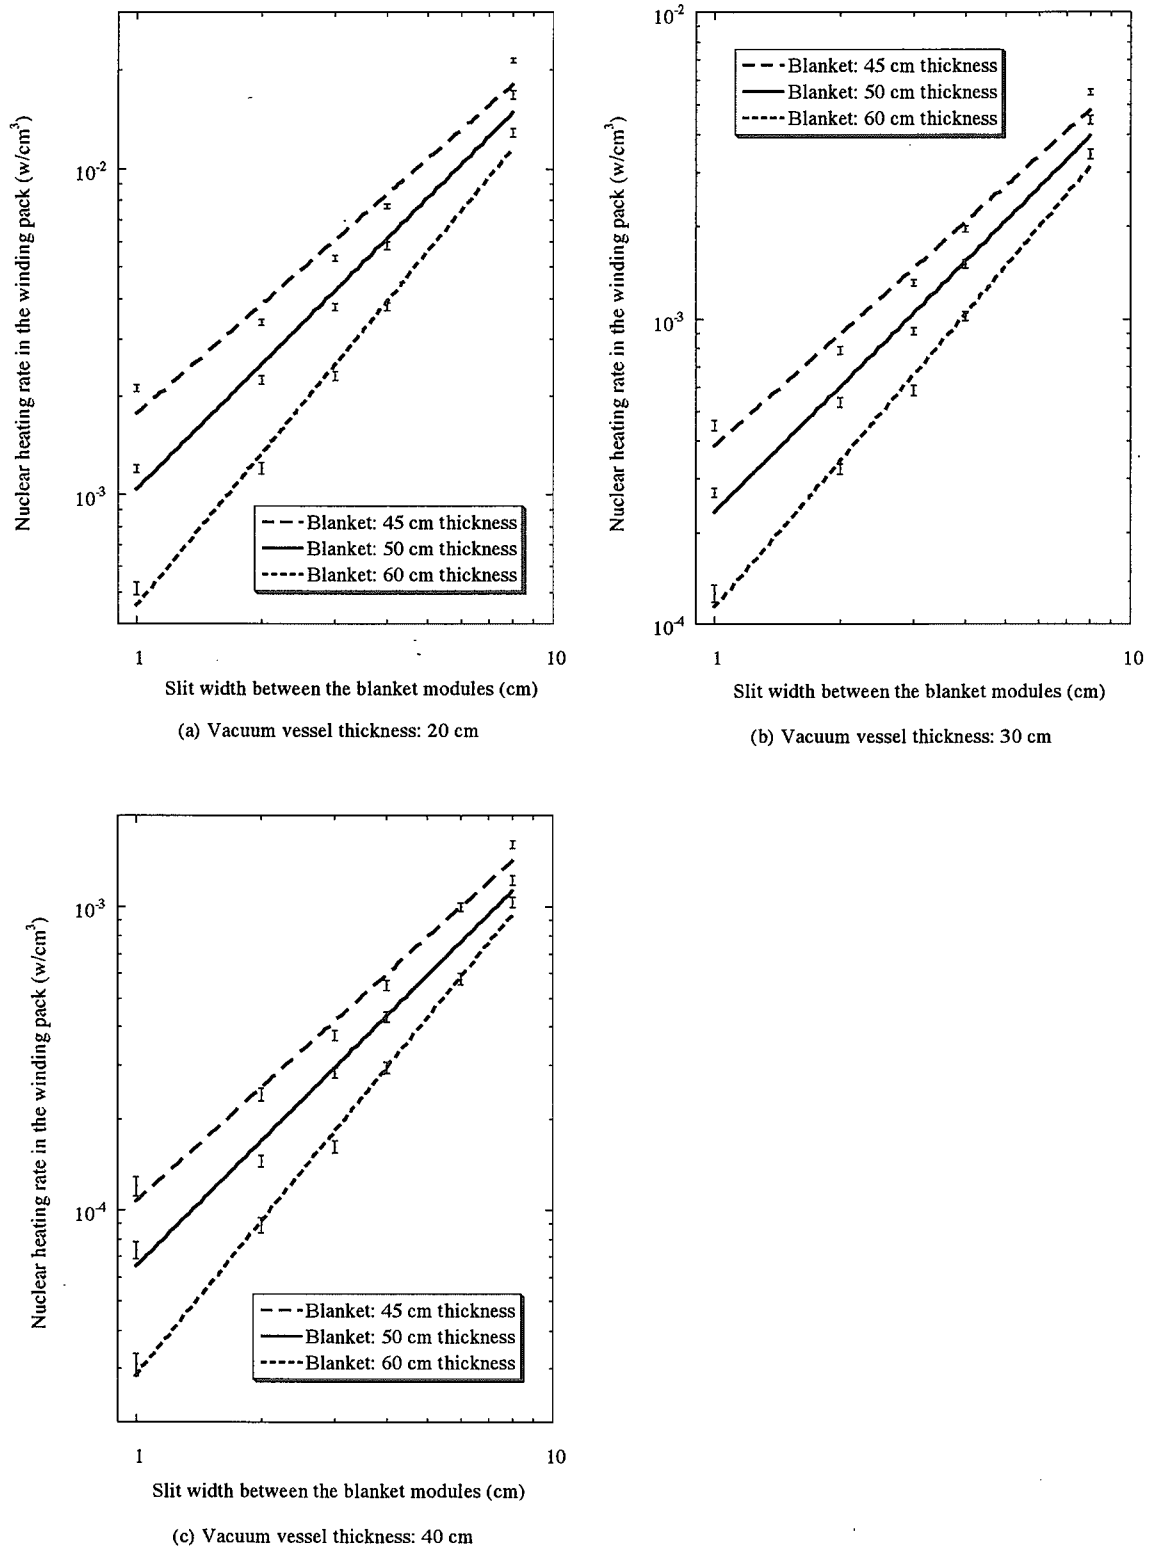 Nuclear heating rate in the winding pack (w/cm³)
10⁻²
10⁻³
Blanket: 45 cm thickness
Blanket: 50 cm thickness
Blanket: 60 cm thickness
1
10
Slit width between the blanket modules (cm)
(a) Vacuum vessel thickness: 20 cm
Nuclear heating rate in the winding pack (w/cm³)
10⁻²
Blanket: 45 cm thickness
Blanket: 50 cm thickness
Blanket: 60 cm thickness
10⁻³
10⁻⁴
1
10
Slit width between the blanket modules (cm)
(b) Vacuum vessel thickness: 30 cm
Nuclear heating rate in the winding pack (w/cm³)
10⁻³
10⁻⁴
Blanket: 45 cm thickness
Blanket: 50 cm thickness
Blanket: 60 cm thickness
1
10
Slit width between the blanket modules (cm)
(c) Vacuum vessel thickness: 40 cm